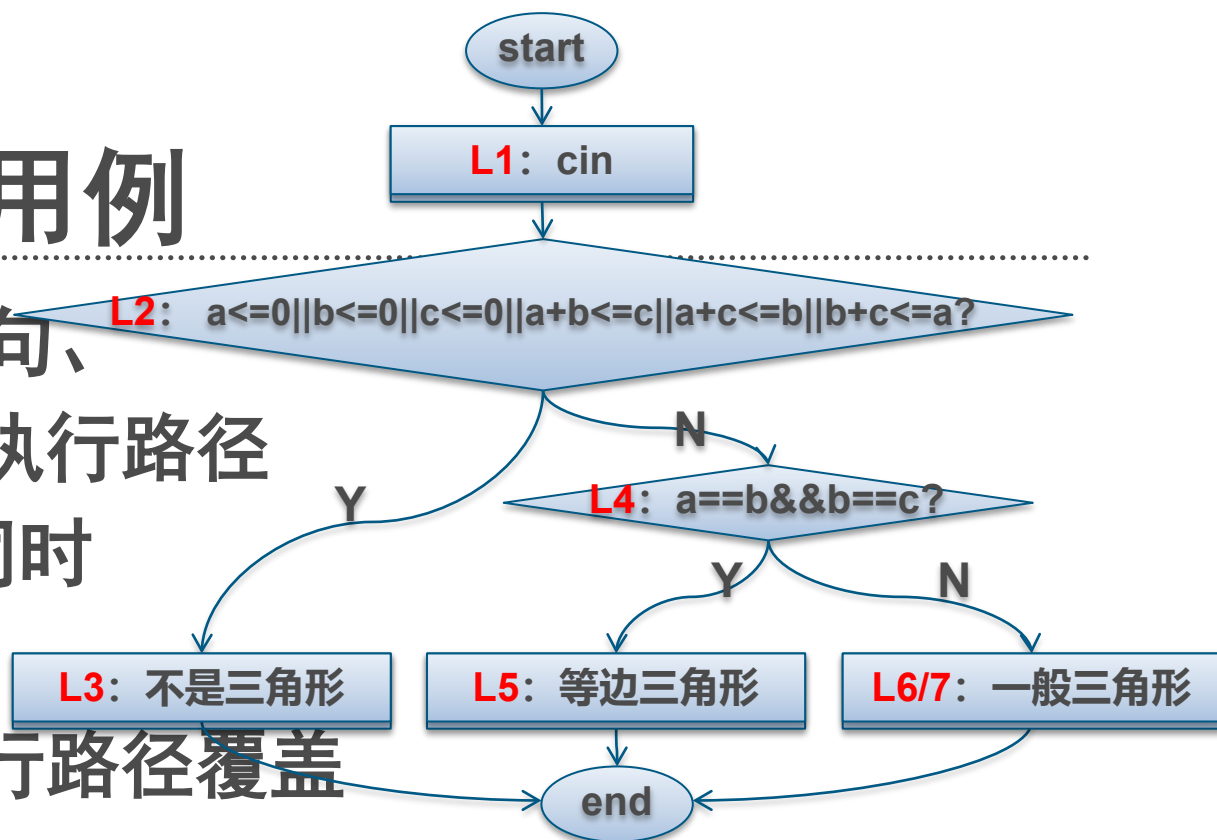 start
L1：cin
用例
L2： a<=0||b<=0||c<=0||a+b<=c||a+c<=b||b+c<=a?
向、
N
执行路径
Y
L4：a==b&&b==c?
同时
Y
N
L3：不是三角形
L5：等边三角形
L6/7：一般三角形
行路径覆盖
end